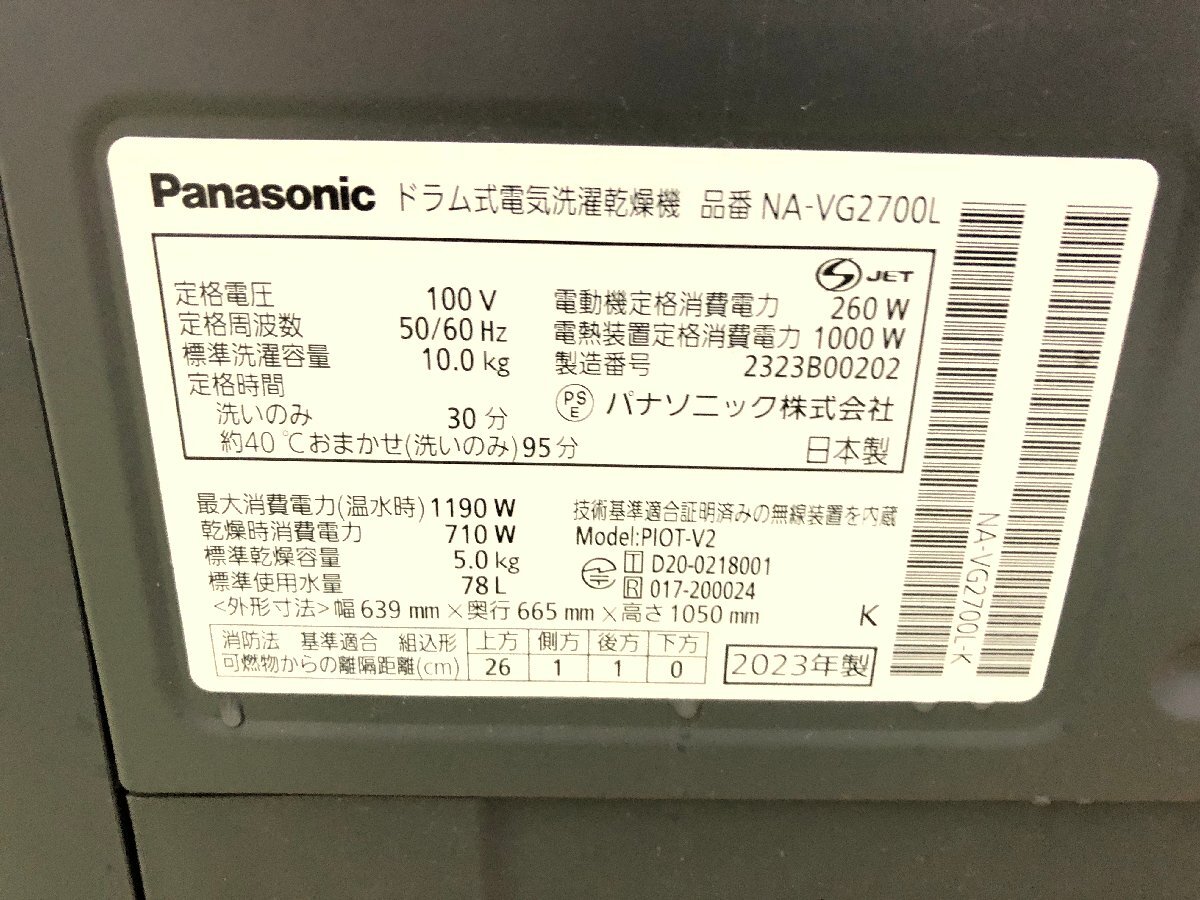 Panasonic ドラム式電気洗濯乾燥機 品番 NA-VG2700L
S JET
定格電圧 100 V
定格周波数 50/60 Hz
標準洗濯容量 10.0 kg
定格時間
洗いのみ 30 分
約40℃おまかせ(洗いのみ) 95分
電動機定格消費電力 260 W
電熱装置定格消費電力 1000 W
製造番号 2323B00202
PS E パナソニック株式会社
日本製
最大消費電力(温水時) 1190 W
乾燥時消費電力 710 W
標準乾燥容量 5.0 kg
標準使用水量 78 L
<外形寸法>幅 639 mm×奥行 665 mm×高さ 1050 mm
技術基準適合証明済みの無線装置を内蔵
Model:PIOT-V2
T D20-0218001
R 017-200024
K
消防法 基準適合 組込形 上方 側方 後方 下方
可燃物からの離隔距離(cm) 26 1 1 0
2023年製
NA-VG2700L-K